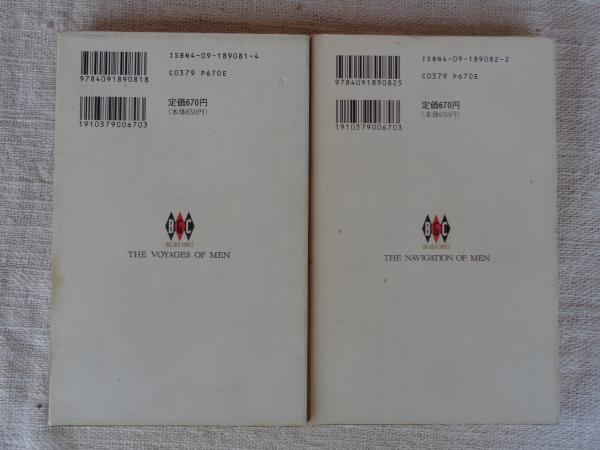 ISBN4-09-189081-4
9784091890818
C0379 P670E
定価670円
(本体650円)
1910379006703
BGC
BIG GOLD COMICS
THE VOYAGES OF MEN
ISBN4-09-189082-2
9784091890825
C0379 P670E
定価670円
(本体650円)
1910379006703
BGC
BIG GOLD COMICS
THE NAVIGATION OF MEN